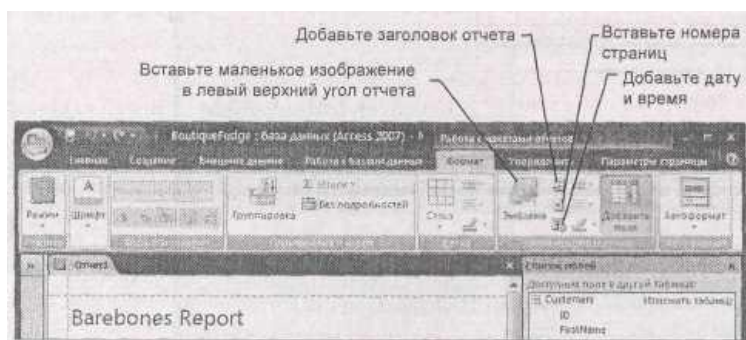 Добавьте заголовок отчета
Вставьте номера
страниц
Вставьте маленькое изображение
в левый верхний угол отчета
Добавьте дату
и время
BoutiqueFudge : база данных (Access 2007) -
Работа с макетами отчетов
Главная Создание Внешние данные Работа с базами данных Формат Упорядочить Параметры страницы
Режим Шрифт Группировка Итоги Без подробностей Сетка Эмблема Добавить поля Автоформат
Отчет1
Список полей
Доступные поля в другой таблице:
Barebones Report
Customers Изменить таблицу
ID
FirstName